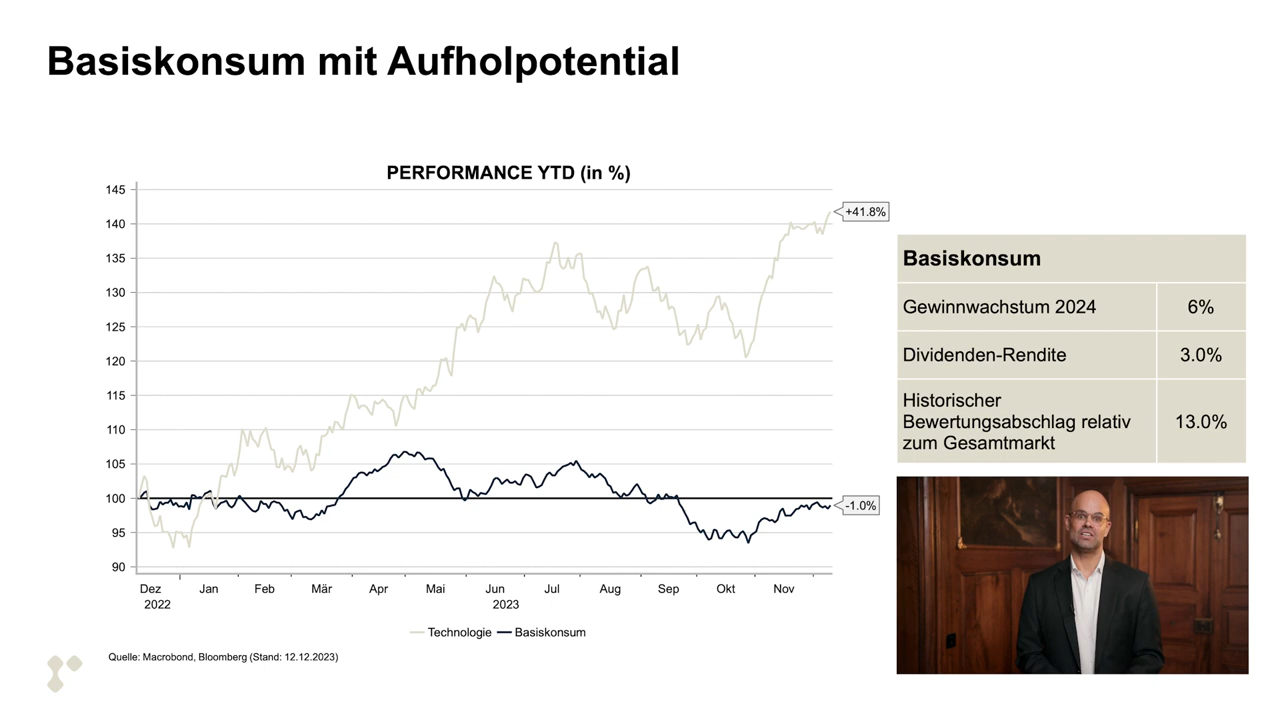 Basiskonsum mit Aufholpotential
PERFORMANCE YTD (in %)
145
140
135
130
125
120
115
110
105
100
95
90
+41.8%
-1.0%
Dez Jan Feb Mär Apr Mai Jun Jul Aug Sep Okt Nov
2022 2023
Technologie Basiskonsum
Quelle: Macrobond, Bloomberg (Stand: 12.12.2023)
Basiskonsum
Gewinnwachstum 2024 6%
Dividenden-Rendite 3.0%
Historischer
Bewertungsabschlag relativ 13.0%
zum Gesamtmarkt